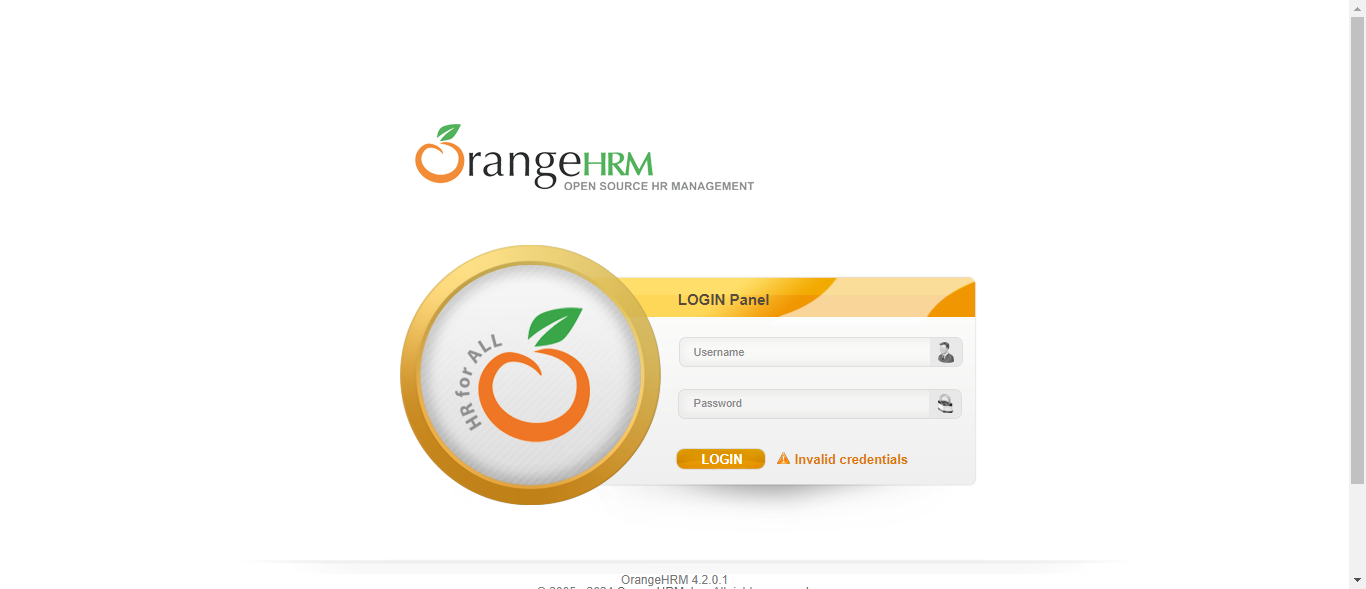 OrangeHRM
OPEN SOURCE HR MANAGEMENT
HR for ALL
LOGIN Panel
Username
Password
LOGIN
Invalid credentials
OrangeHRM 4.2.0.1